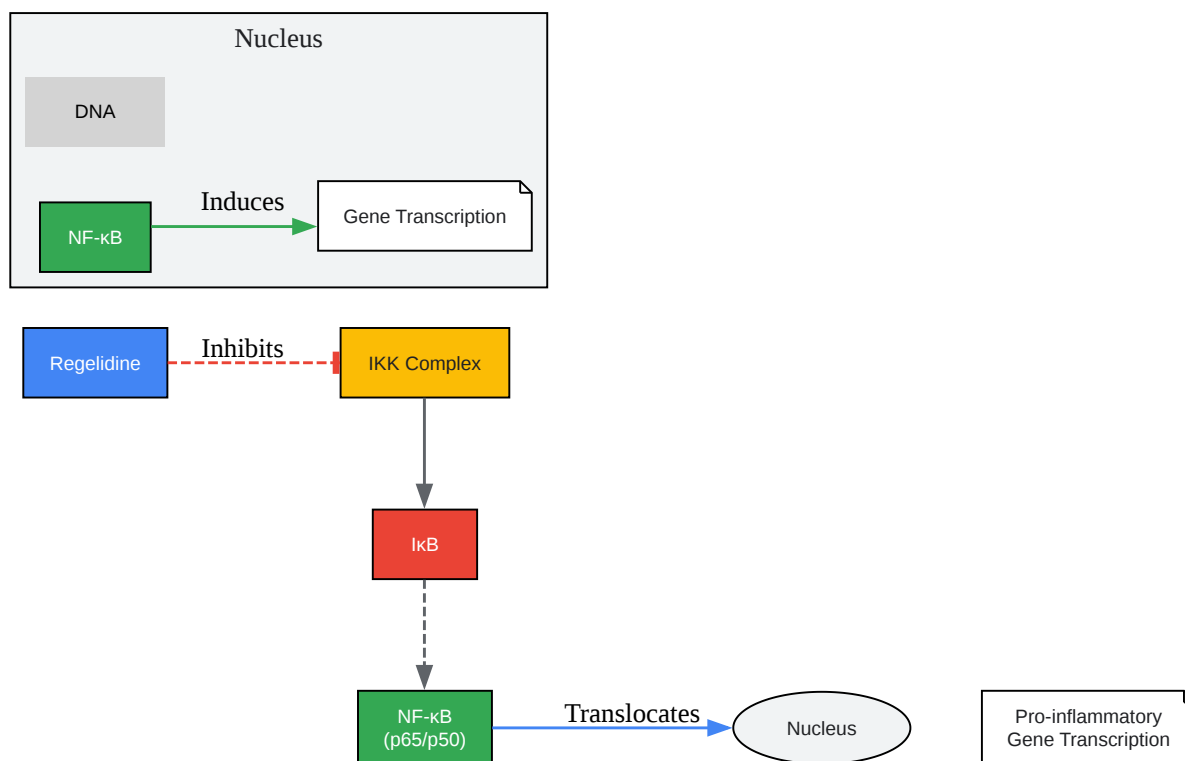 Nucleus
DNA
Induces
Gene Transcription
NF-κB
Regelidine
Inhibits
IKK Complex
IκB
NF-κB
(p65/p50)
Translocates
Nucleus
Pro-inflammatory
Gene Transcription